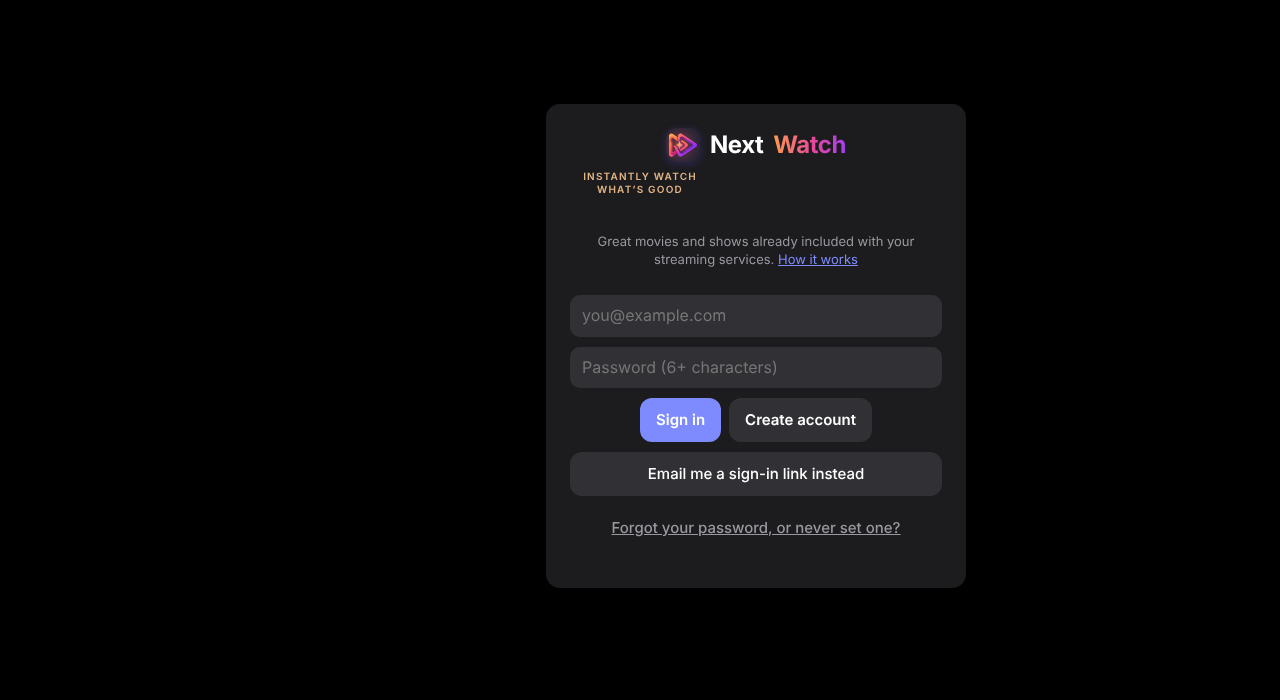 Next Watch
INSTANTLY WATCH
WHAT'S GOOD
Great movies and shows already included with your
streaming services. How it works
you@example.com
Password (6+ characters)
Sign in Create account
Email me a sign-in link instead
Forgot your password, or never set one?